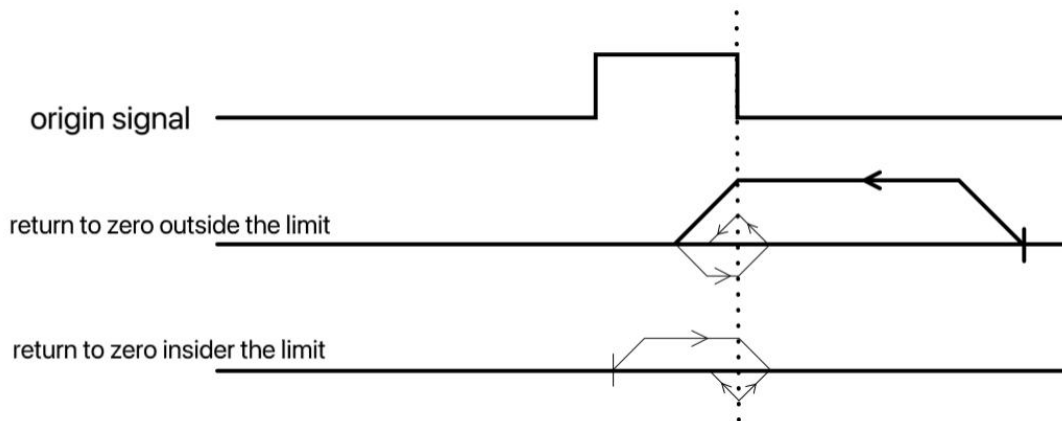 origin signal
return to zero outside the limit
return to zero insider the limit